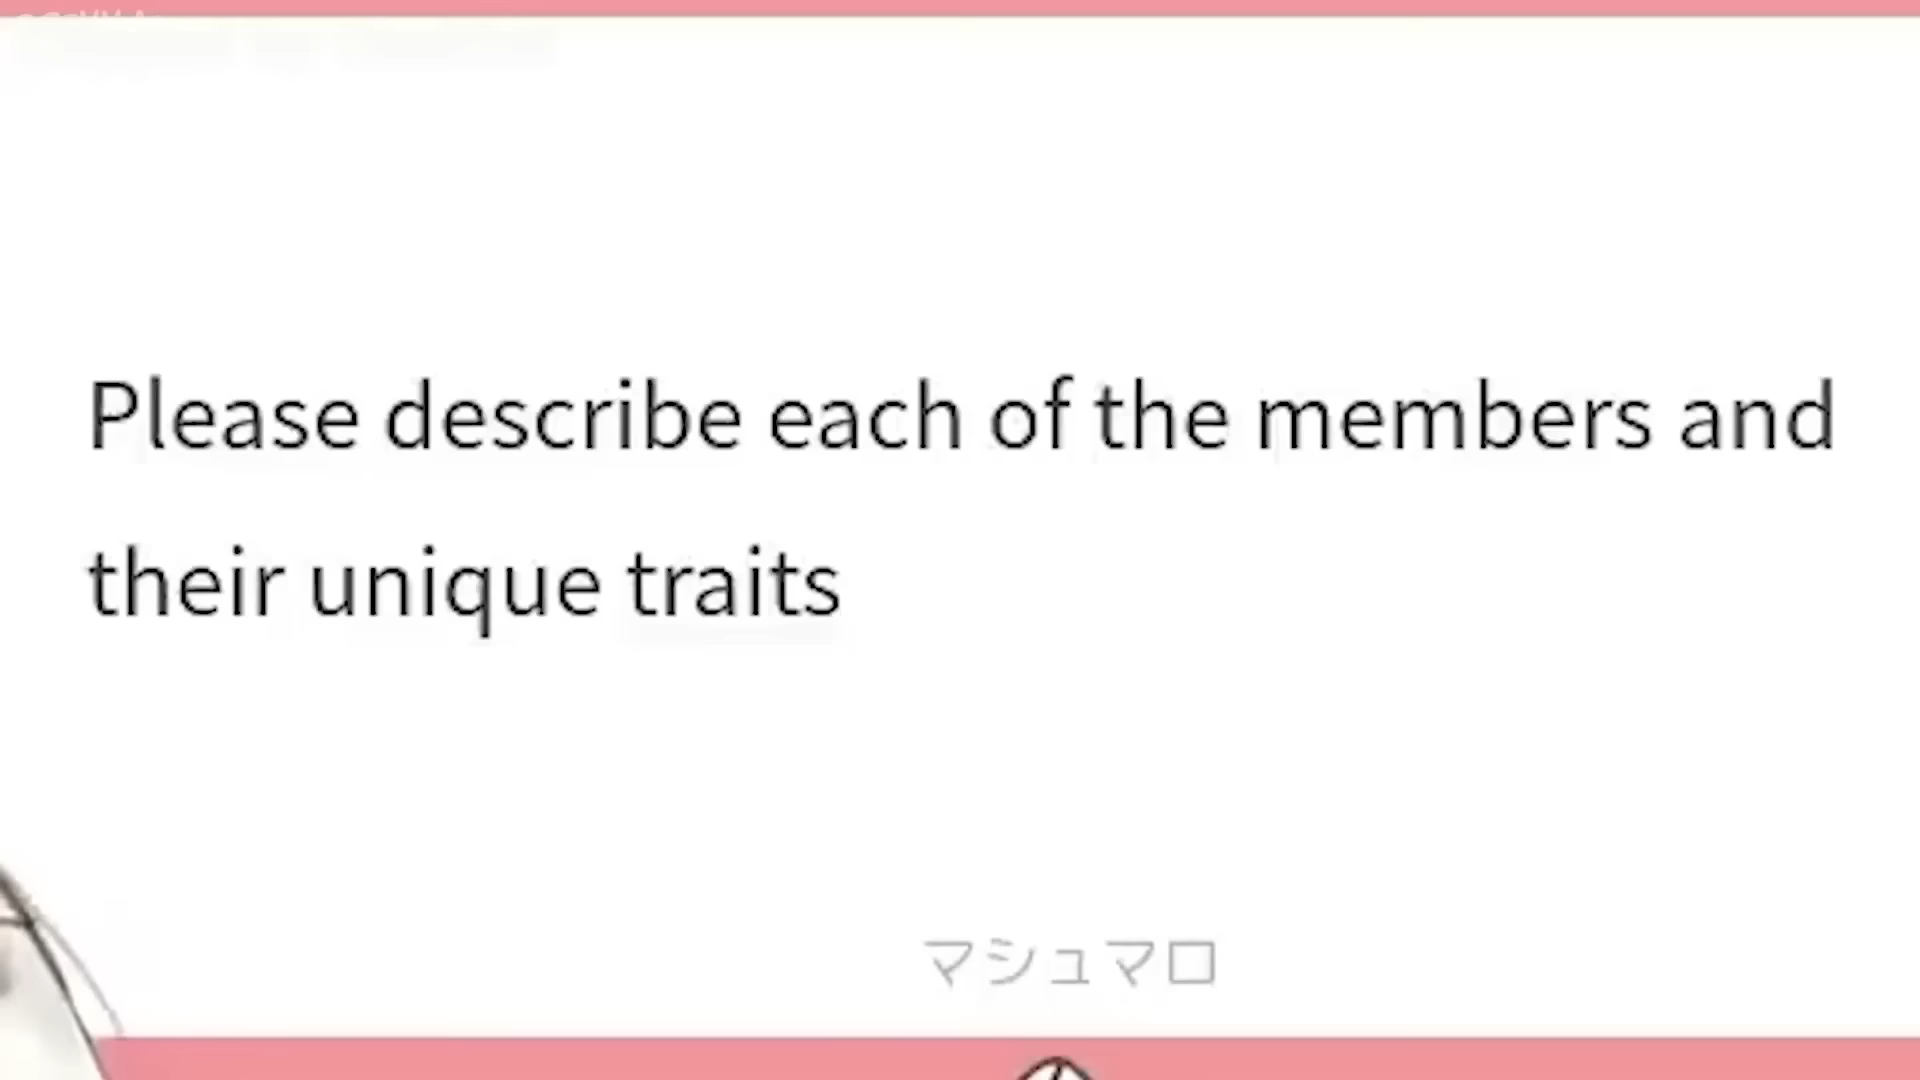 Please describe each of the members and
their unique traits
マシュマロ